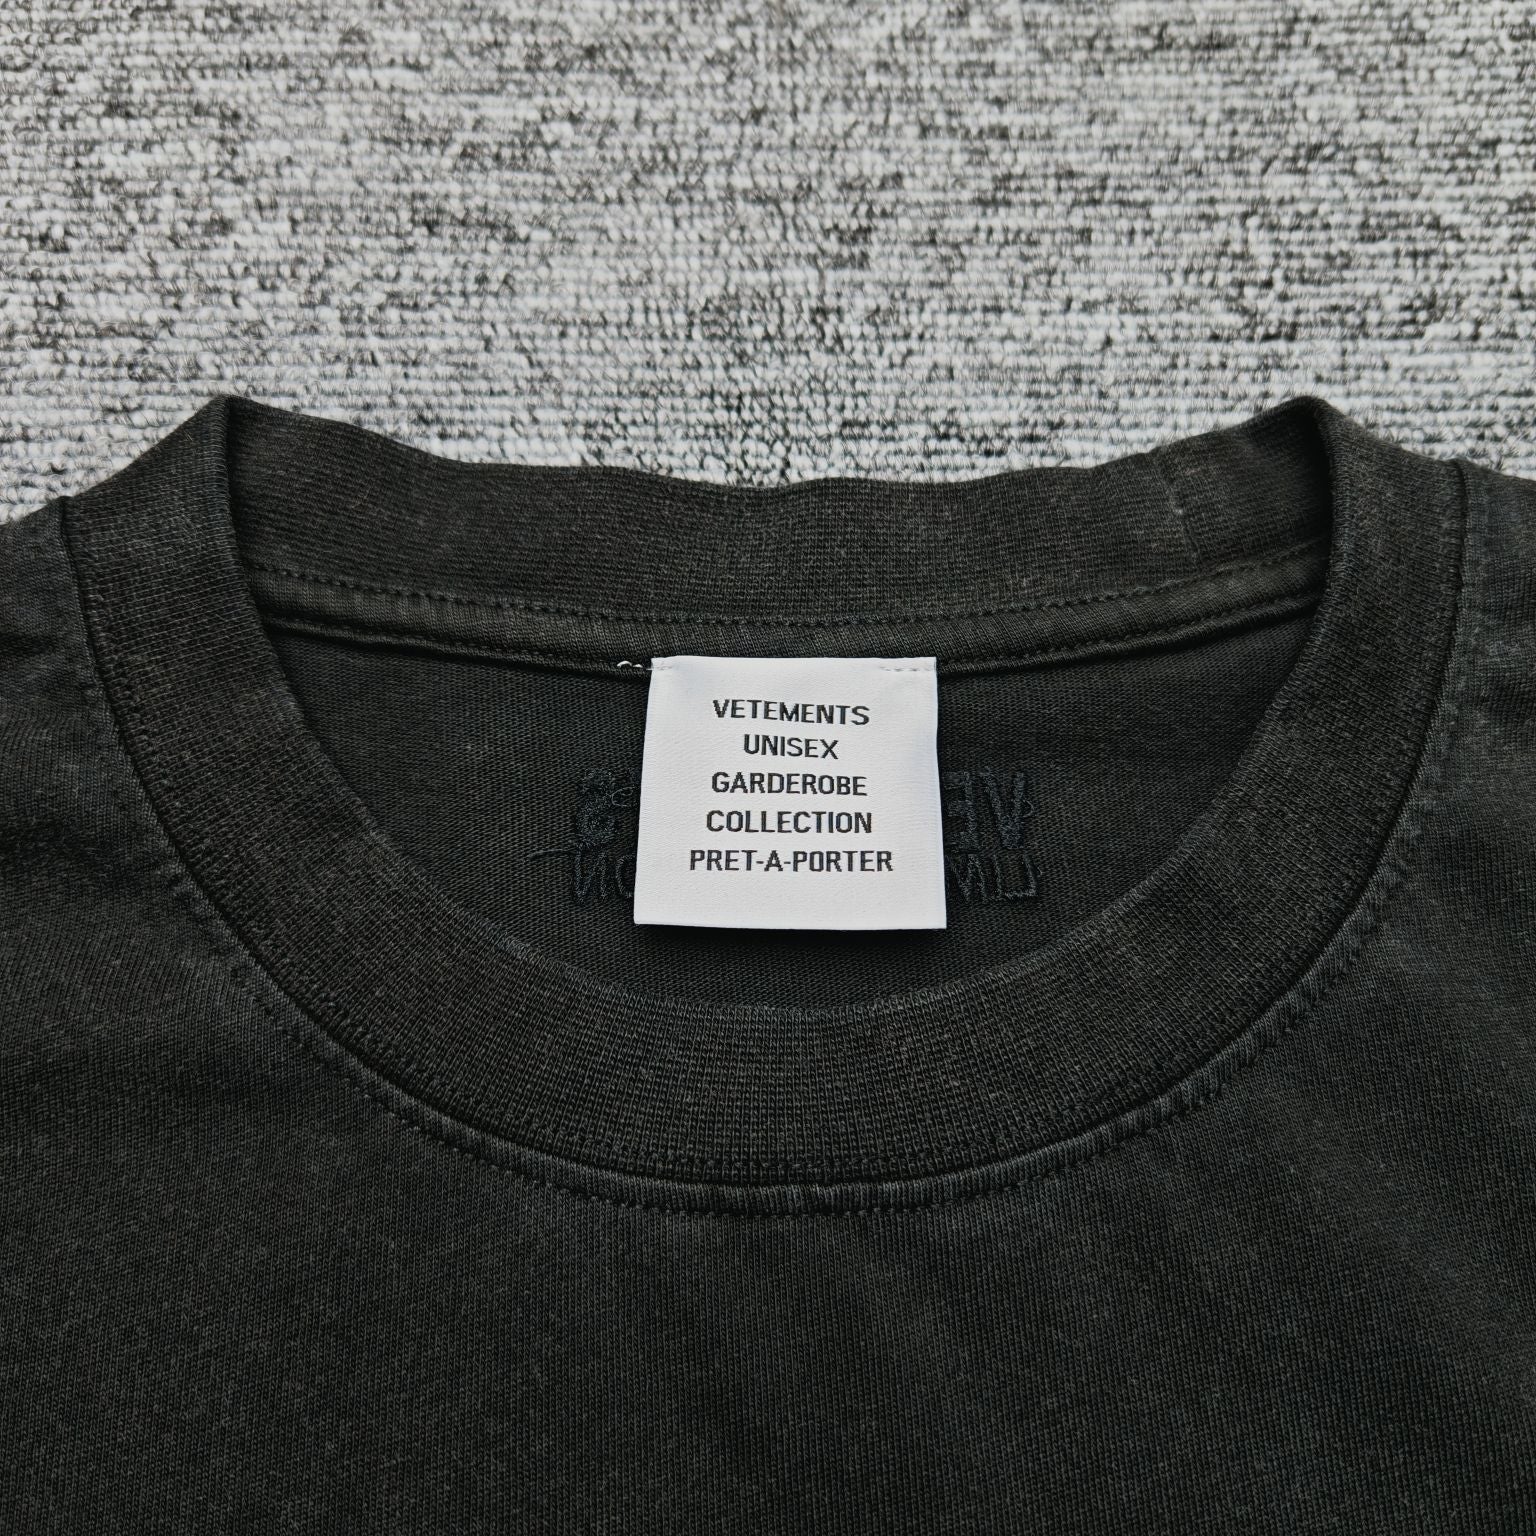 VETEMENTS
UNISEX
GARDEROBE
COLLECTION
PRET-A-PORTER